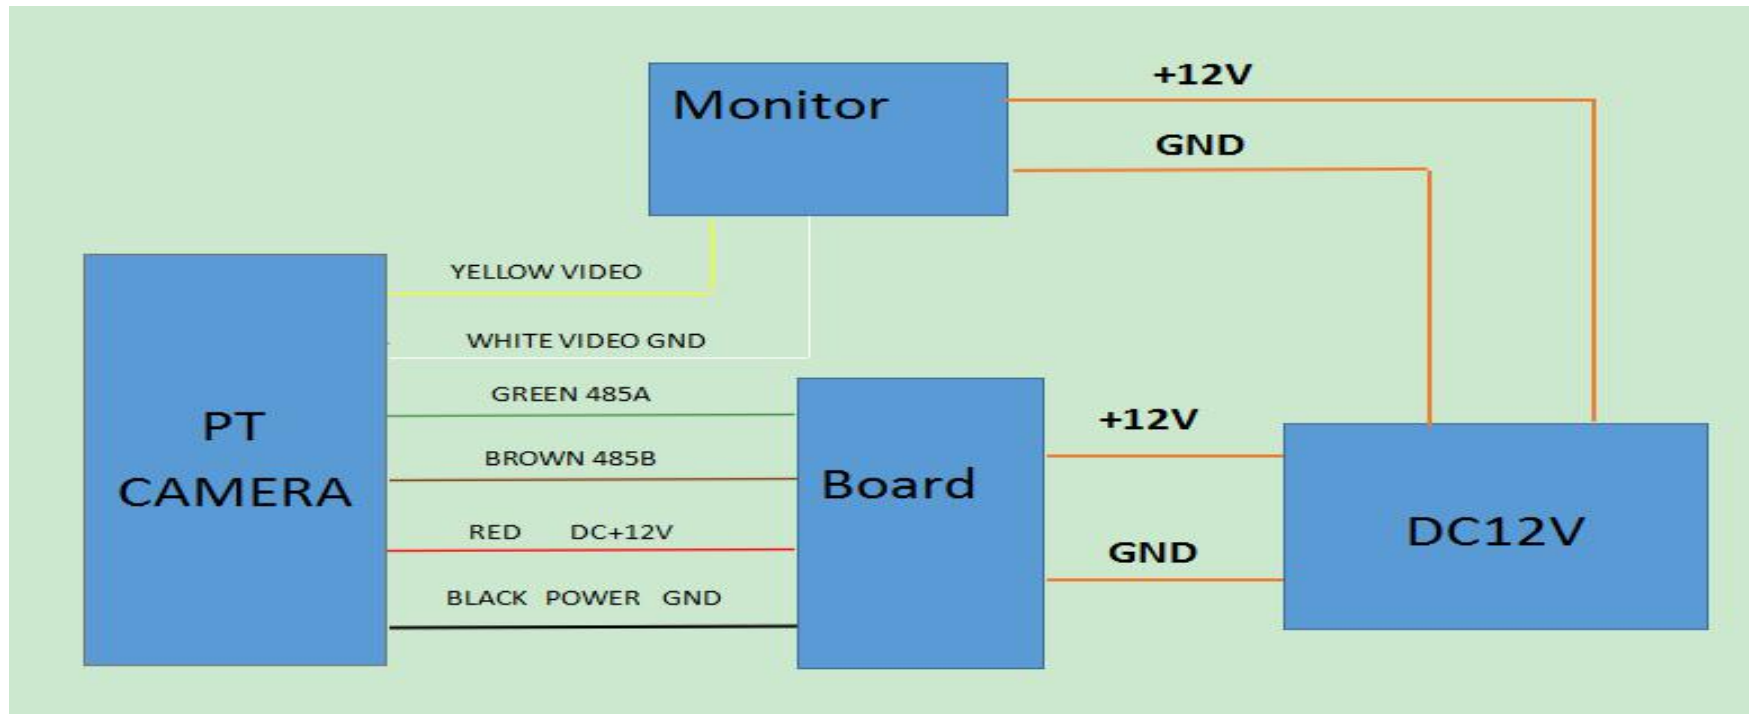 Monitor
+12V
GND
YELLOW VIDEO
WHITE VIDEO GND
GREEN 485A
BROWN 485B
RED DC+12V
BLACK POWER GND
PT
CAMERA
Board
+12V
GND
DC12V